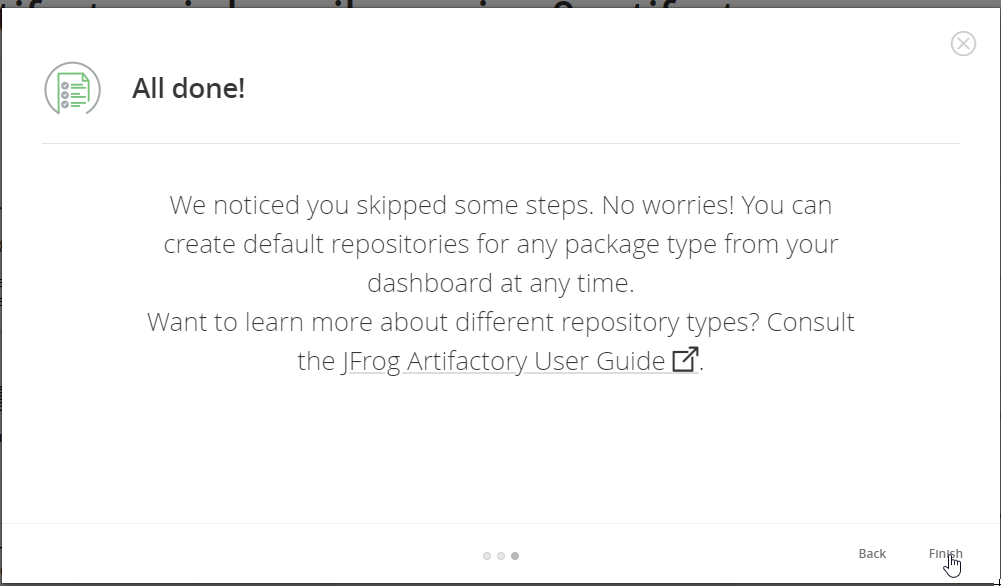 All done!
We noticed you skipped some steps. No worries! You can
create default repositories for any package type from your
dashboard at any time.
Want to learn more about different repository types? Consult
the JFrog Artifactory User Guide.
Back
Finish